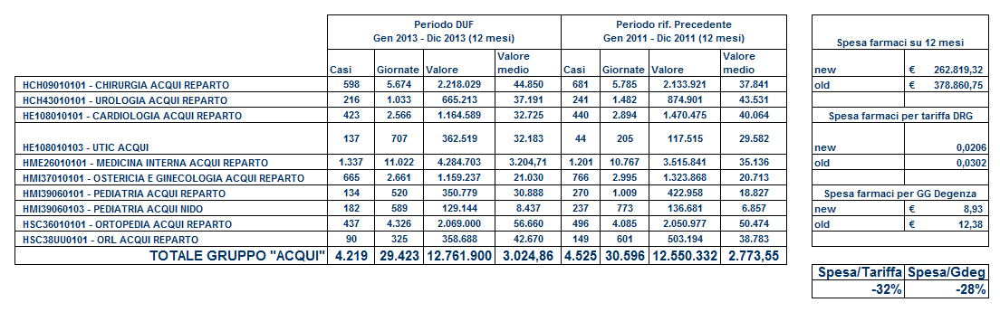 Periodo DUF Periodo rif. Precedente
Gen 2013 - Dic 2013 (12 mesi) Gen 2011 - Dic 2011 (12 mesi)
Casi Giornate Valore Valore medio Casi Giornate Valore Valore medio
HCH09010101 - CHIRURGIA ACQUI REPARTO 598 5.674 2.218.029 44.850 681 5.785 2.133.921 37.841
HCH43010101 - UROLOGIA ACQUI REPARTO 216 1.033 665.213 37.191 241 1.482 874.901 43.531
HE108010101 - CARDIOLOGIA ACQUI REPARTO 423 2.566 1.164.589 32.725 440 2.894 1.470.475 40.064
HE108010103 - UTIC ACQUI 137 707 362.519 32.183 44 205 117.515 29.582
HME26010101 - MEDICINA INTERNA ACQUI REPARTO 1.337 11.022 4.284.703 3.204,71 1.201 10.767 3.515.841 35.136
HMI37010101 - OSTERICIA E GINECOLOGIA ACQUI REPARTO 665 2.661 1.159.237 21.030 766 2.995 1.323.868 20.713
HMI39060101 - PEDIATRIA ACQUI REPARTO 134 520 350.779 30.888 270 1.009 422.958 18.827
HMI39060103 - PEDIATRIA ACQUI NIDO 182 589 129.144 8.437 237 773 136.681 6.857
HSC36010101 - ORTOPEDIA ACQUI REPARTO 437 4.326 2.069.000 56.660 496 4.085 2.050.977 50.474
HSC38UU0101 - ORL ACQUI REPARTO 90 325 358.688 42.670 149 601 503.194 38.783
TOTALE GRUPPO "ACQUI" 4.219 29.423 12.761.900 3.024,86 4.525 30.596 12.550.332 2.773,55
Spesa farmaci su 12 mesi
new € 262.819,32
old € 378.860,75
Spesa farmaci per tariffa DRG
new 0,0206
old 0,0302
Spesa farmaci per GG Degenza
new € 8,93
old € 12,38
Spesa/Tariffa Spesa/Gdeg
-32% -28%